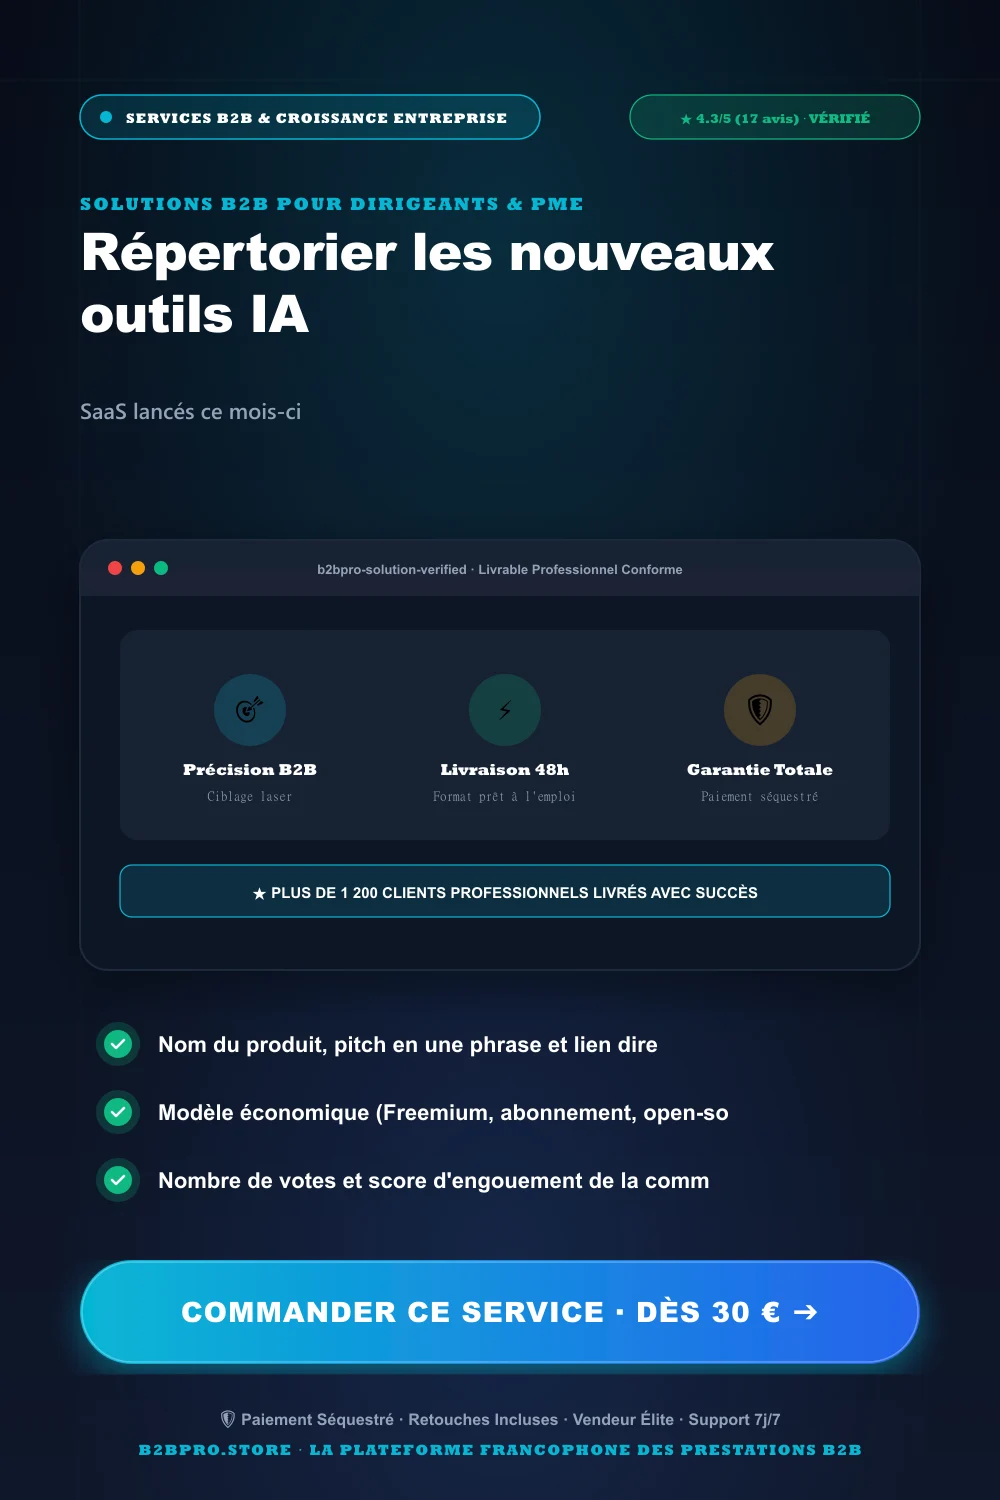 SERVICES B2B & CROISSANCE ENTREPRISE
★ 4.3/5 (17 avis) · VÉRIFIÉ
SOLUTIONS B2B POUR DIRIGEANTS & PME
Répertorier les nouveaux
outils IA
SaaS lancés ce mois-ci
b2bpro-solution-verified · Livrable Professionnel Conforme
Précision B2B
Ciblage laser
Livraison 48h
Format prêt à l'emploi
Garantie Totale
Paiement séquestré
★ PLUS DE 1 200 CLIENTS PROFESSIONNELS LIVRÉS AVEC SUCCÈS
Nom du produit, pitch en une phrase et lien dire
Modèle économique (Freemium, abonnement, open-so
Nombre de votes et score d'engouement de la comm
COMMANDER CE SERVICE · DÈS 30 € ➔
Paiement Séquestré · Retouches Incluses · Vendeur Élite · Support 7j/7
B2BPRO.STORE · LA PLATEFORME FRANCOPHONE DES PRESTATIONS B2B